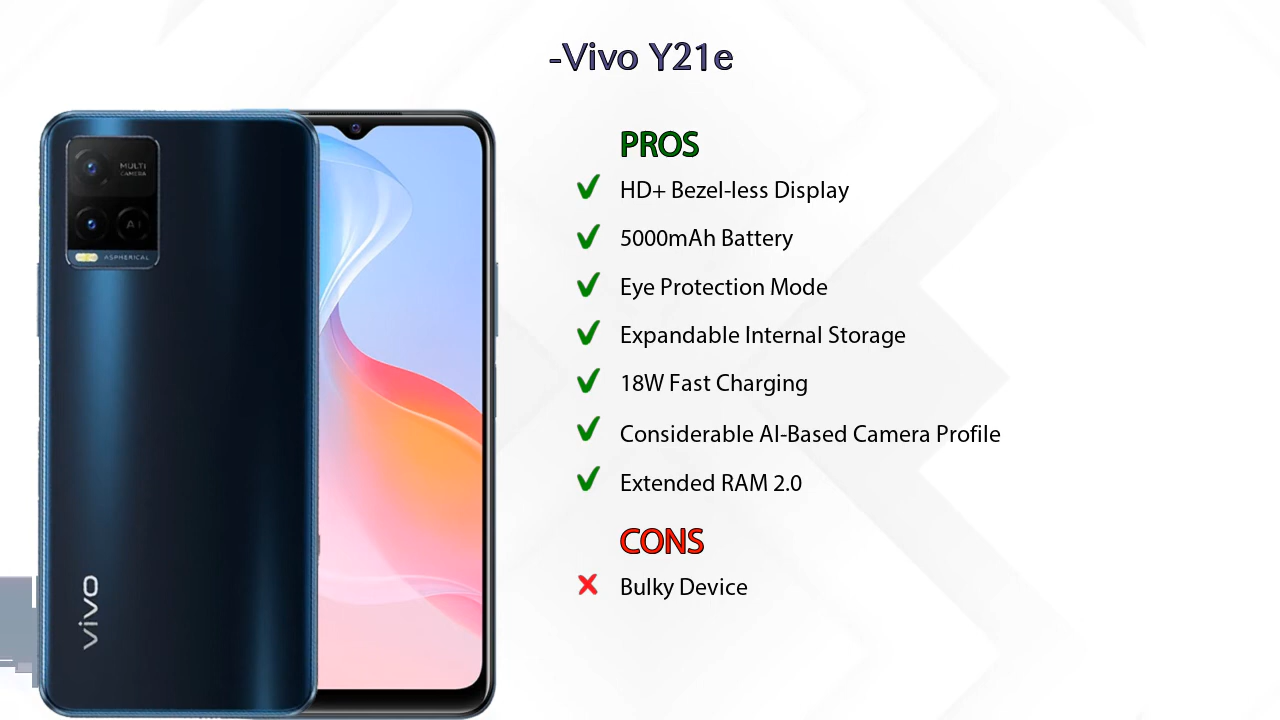 -Vivo Y21e
MULTI
CAMERA
AI
ASPHERICAL
vivo
PROS
HD+ Bezel-less Display
5000mAh Battery
Eye Protection Mode
Expandable Internal Storage
18W Fast Charging
Considerable AI-Based Camera Profile
Extended RAM 2.0
CONS
Bulky Device